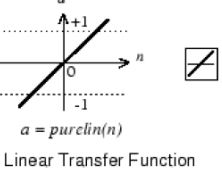 a
+1
n
0
-1
a = purelin(n)
Linear Transfer Function